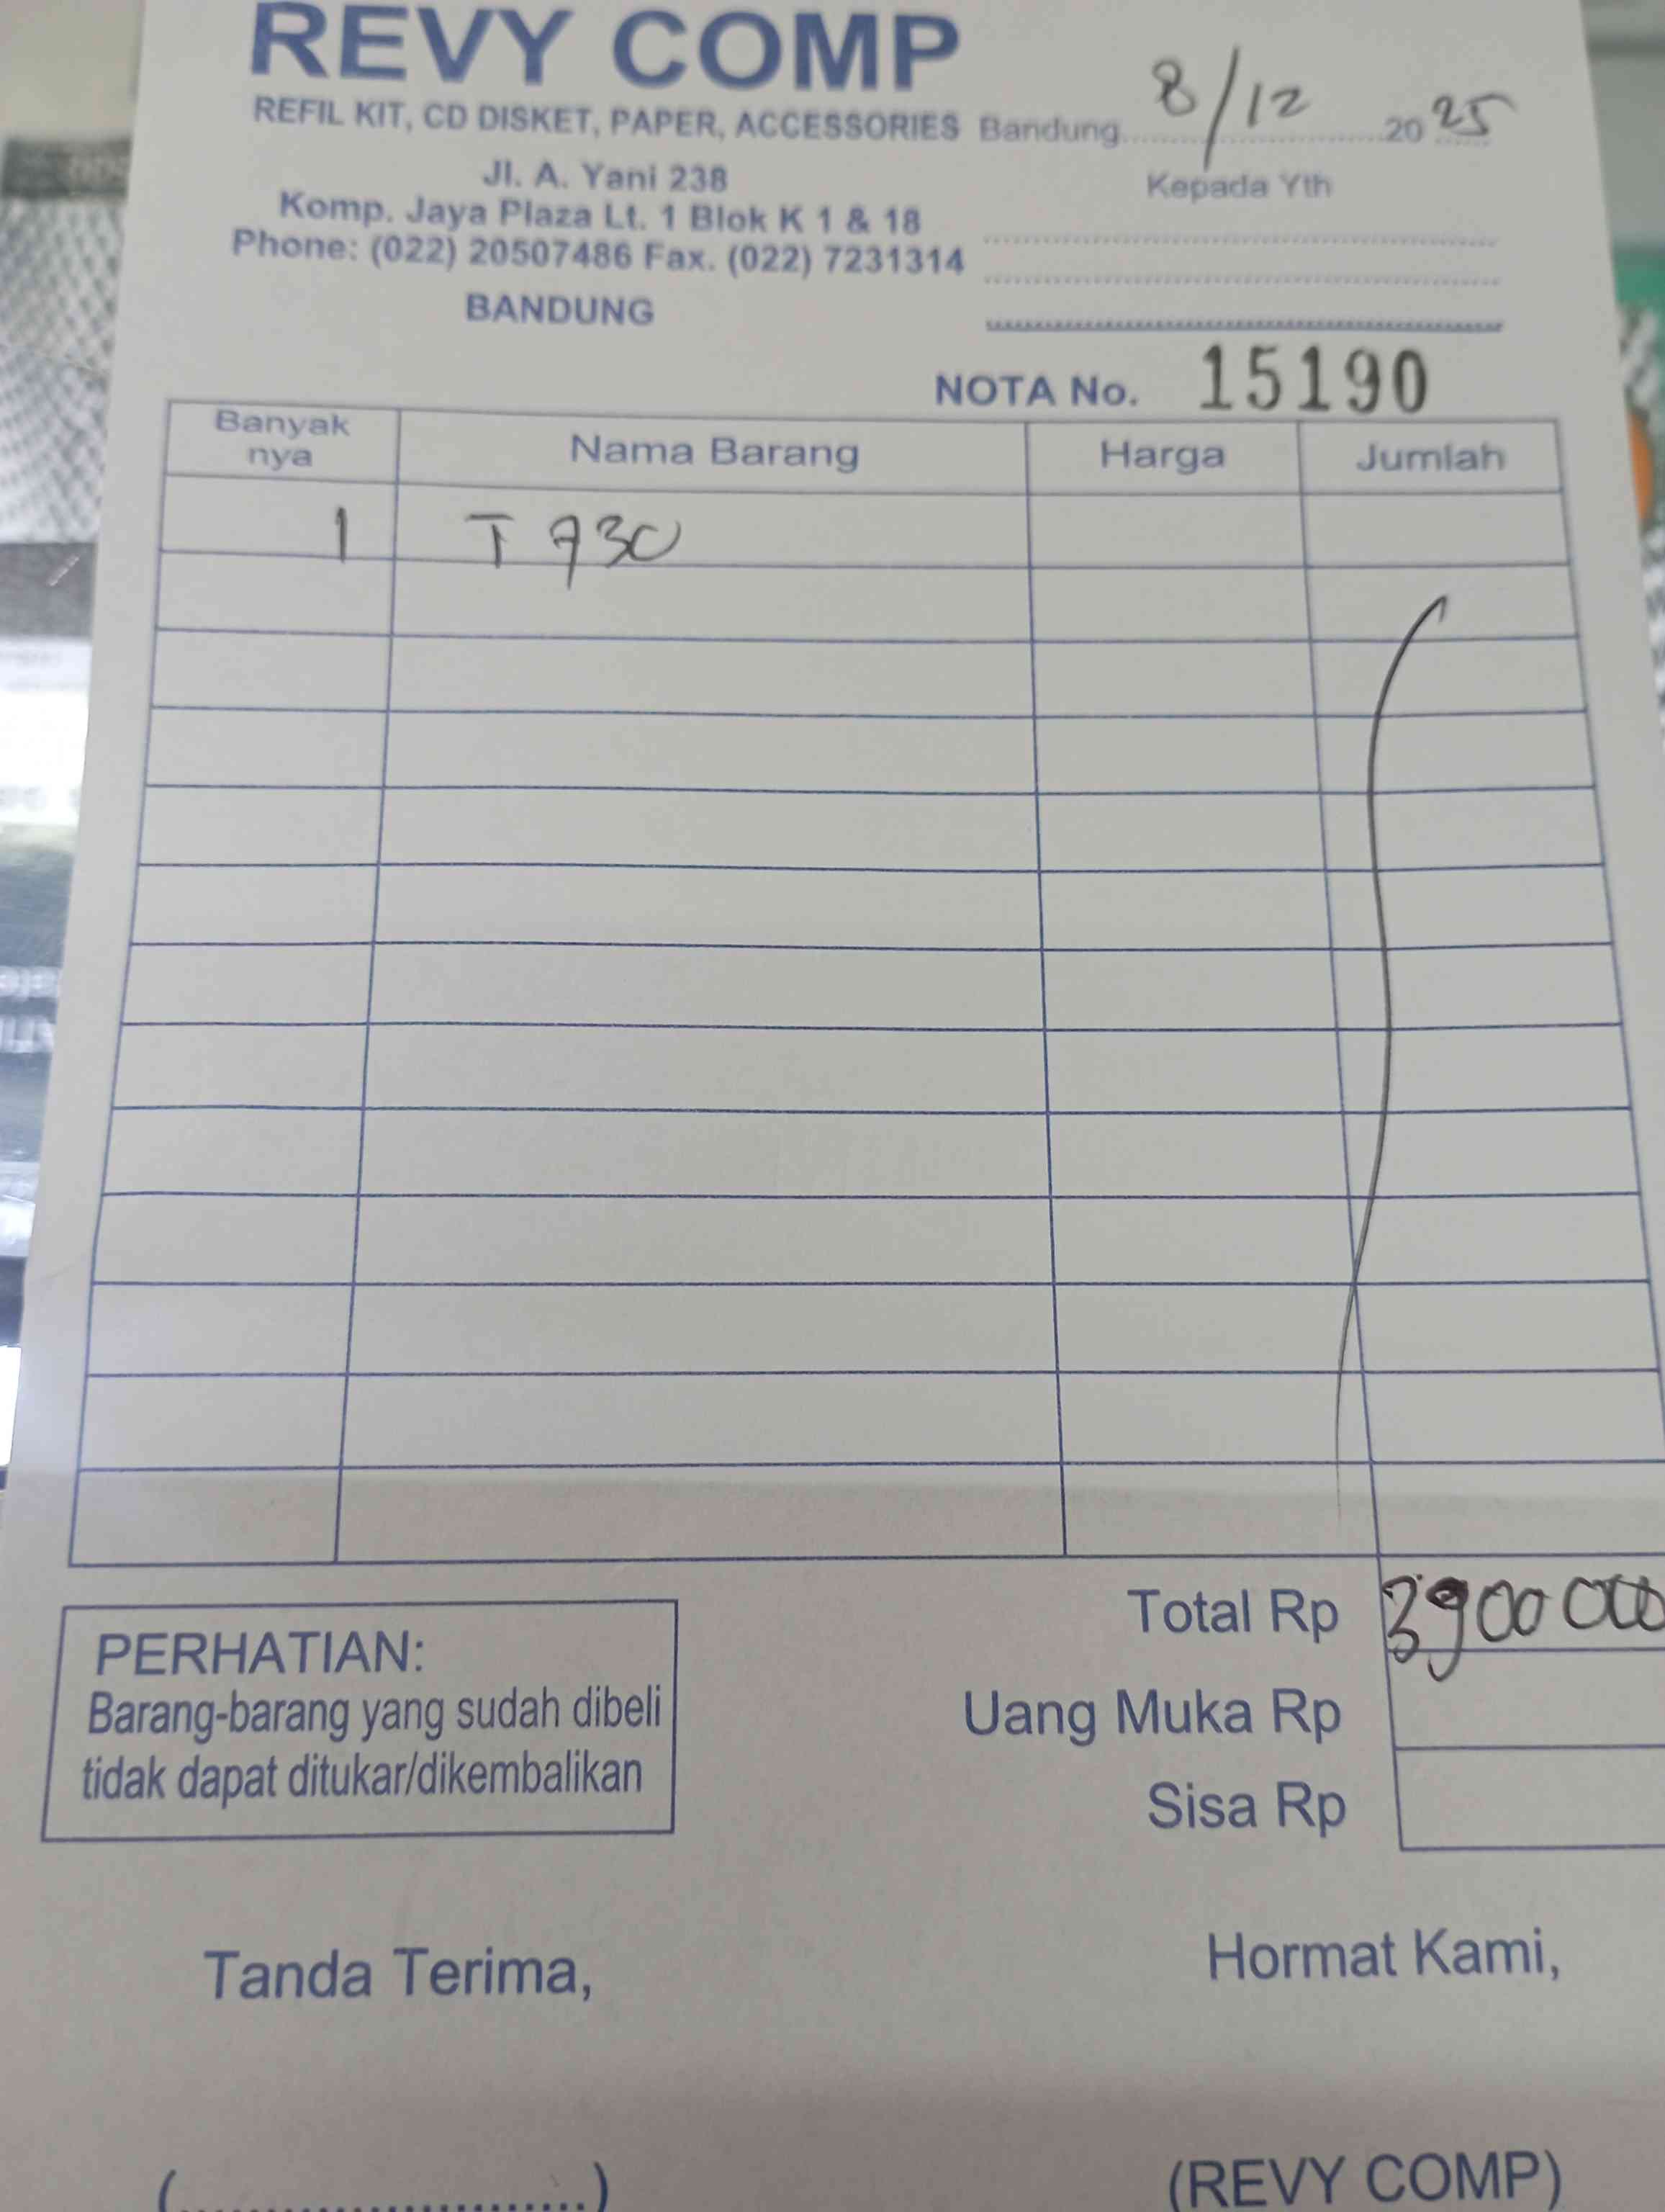 REVY COMP
REFIL KIT, CD DISKET, PAPER, ACCESSORIES Bandung 8/12 2025
Jl. A. Yani 238
Kepada Yth
Komp. Jaya Plaza Lt. 1 Blok K 1 & 18
Phone: (022) 20507486 Fax. (022) 7231314
BANDUNG
NOTA No. 15190
Banyak nya Nama Barang Harga Jumlah
1 T 730
Total Rp 3900 000
PERHATIAN:
Barang-barang yang sudah dibeli
tidak dapat ditukar/dikembalikan
Uang Muka Rp
Sisa Rp
Tanda Terima,
Hormat Kami,
(........................)
(REVY COMP)